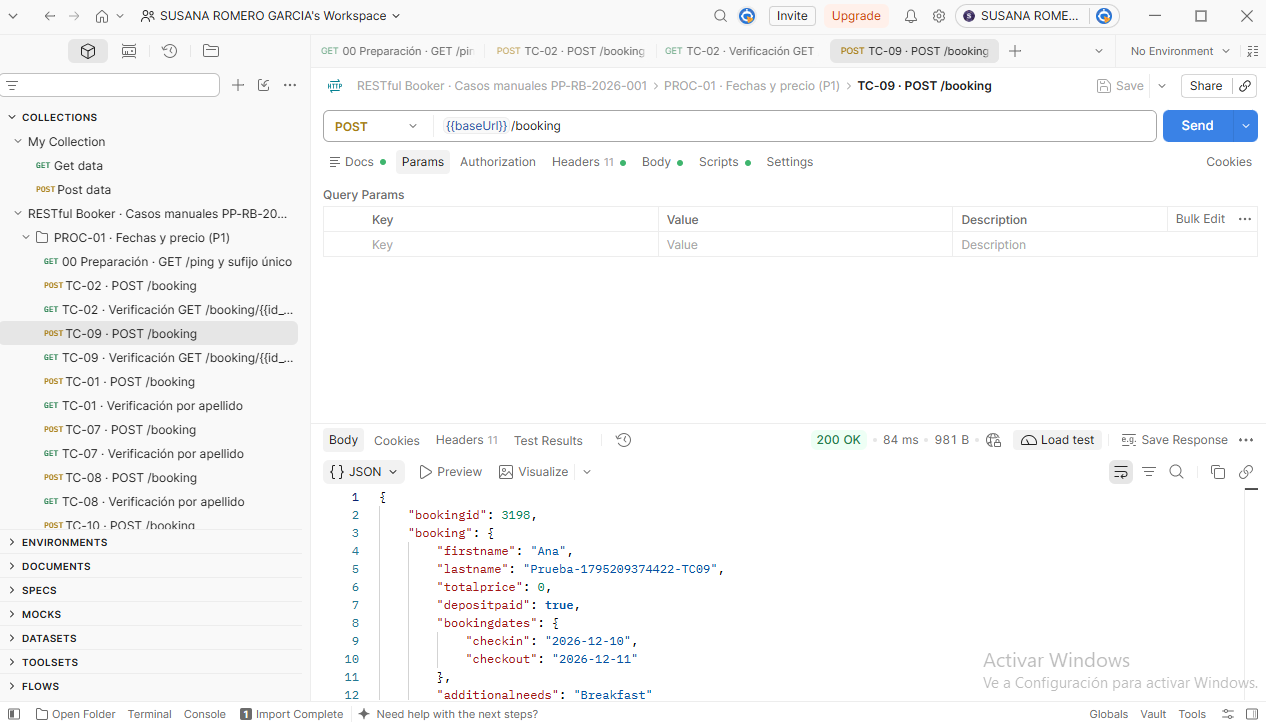 SUSANA ROMERO GARCIA's Workspace
Invite
Upgrade
SUSANA ROME...
GET 00 Preparación · GET /pin
POST TC-02 · POST /booking
GET TC-02 · Verificación GET
POST TC-09 · POST /booking
No Environment
COLLECTIONS
My Collection
GET Get data
POST Post data
RESTful Booker · Casos manuales PP-RB-20...
PROC-01 · Fechas y precio (P1)
GET 00 Preparación · GET /ping y sufijo único
POST TC-02 · POST /booking
GET TC-02 · Verificación GET /booking/{{id_...
POST TC-09 · POST /booking
GET TC-09 · Verificación GET /booking/{{id_...
POST TC-01 · POST /booking
GET TC-01 · Verificación por apellido
POST TC-07 · POST /booking
GET TC-07 · Verificación por apellido
POST TC-08 · POST /booking
GET TC-08 · Verificación por apellido
POST TC-10 · POST /booking
ENVIRONMENTS
DOCUMENTS
SPECS
MOCKS
DATASETS
TOOLSETS
FLOWS
HTTP RESTful Booker · Casos manuales PP-RB-2026-001 > PROC-01 · Fechas y precio (P1) > TC-09 · POST /booking
Save
Share
POST {{baseUrl}} /booking
Send
Docs Params Authorization Headers 11 Body Scripts Settings
Cookies
Query Params
Key Value Description Bulk Edit
Key Value Description
Body Cookies Headers 11 Test Results
200 OK · 84 ms · 981 B
Load test
e.g. Save Response
{} JSON Preview Visualize
1 {
2 "bookingid": 3198,
3 "booking": {
4 "firstname": "Ana",
5 "lastname": "Prueba-1795209374422-TC09",
6 "totalprice": 0,
7 "depositpaid": true,
8 "bookingdates": {
9 "checkin": "2026-12-10",
10 "checkout": "2026-12-11"
11 },
12 "additionalneeds": "Breakfast"
Activar Windows
Ve a Configuración para activar Windows.
Open Folder Terminal Console 1 Import Complete Need help with the next steps?
Globals Vault Tools